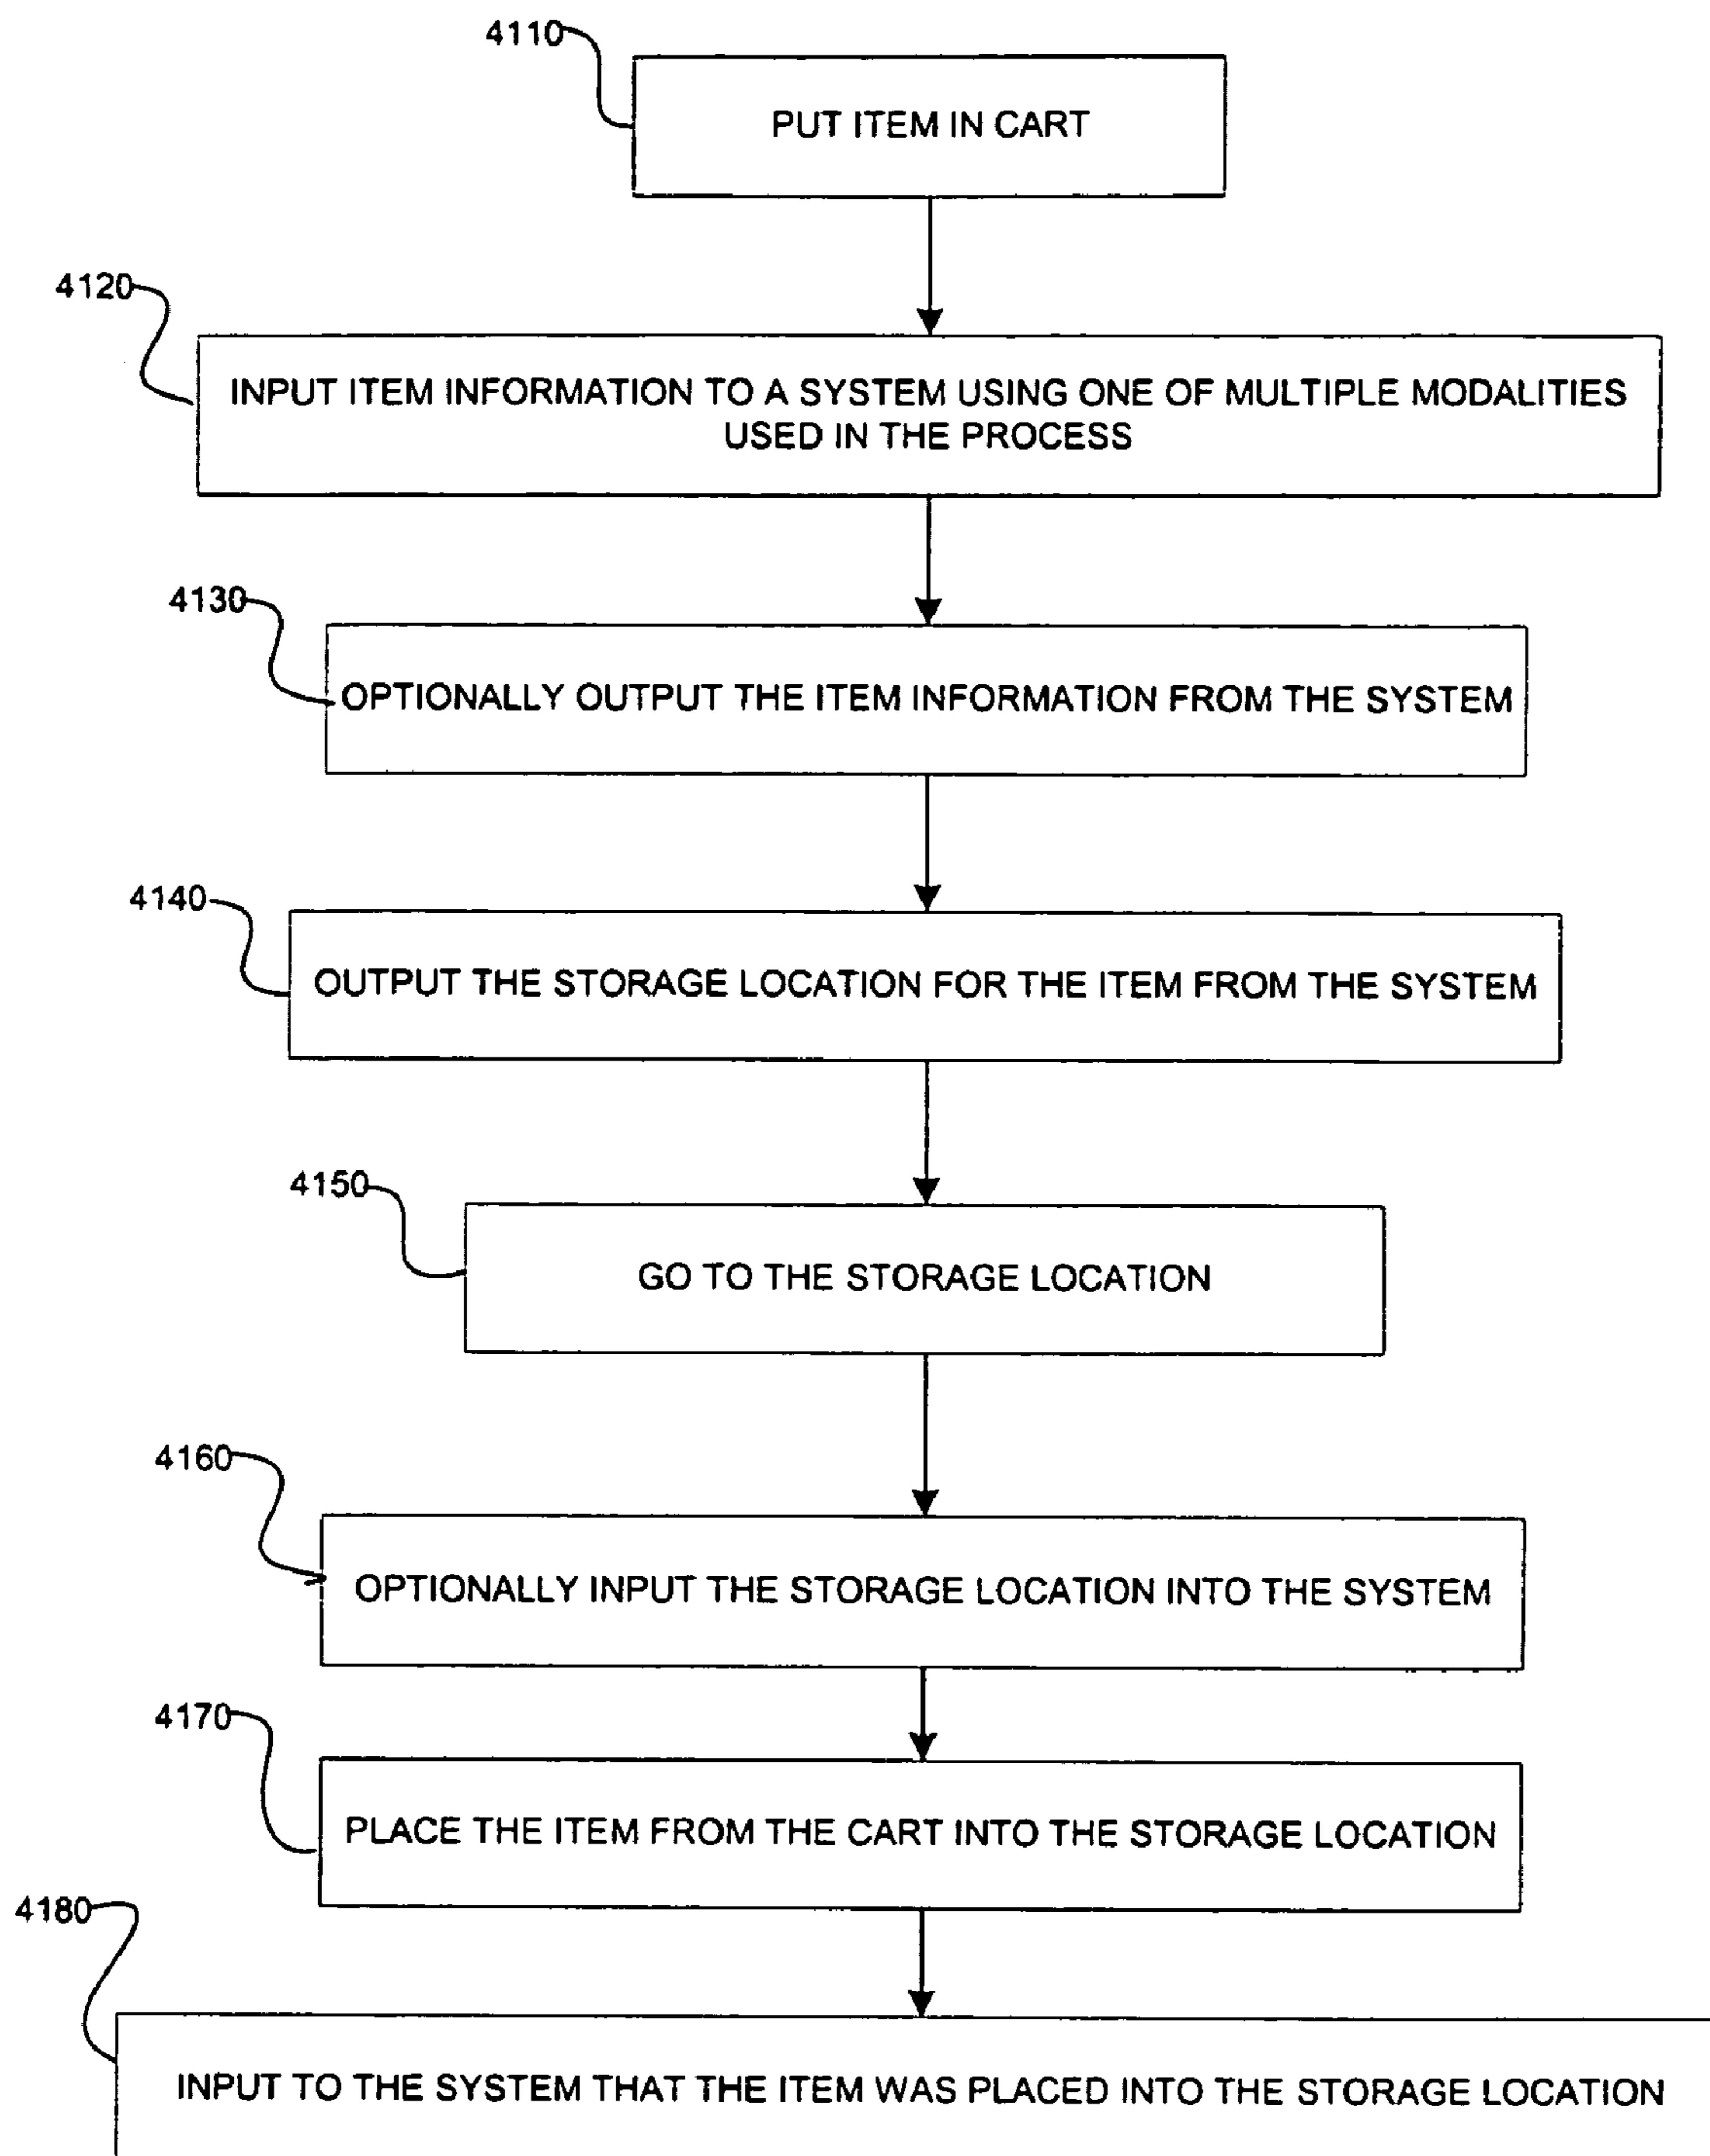 4110
PUT ITEM IN CART
4120
INPUT ITEM INFORMATION TO A SYSTEM USING ONE OF MULTIPLE MODALITIES
USED IN THE PROCESS
4130
OPTIONALLY OUTPUT THE ITEM INFORMATION FROM THE SYSTEM
4140
OUTPUT THE STORAGE LOCATION FOR THE ITEM FROM THE SYSTEM
4150
GO TO THE STORAGE LOCATION
4160
OPTIONALLY INPUT THE STORAGE LOCATION INTO THE SYSTEM
4170
PLACE THE ITEM FROM THE CART INTO THE STORAGE LOCATION
4180
INPUT TO THE SYSTEM THAT THE ITEM WAS PLACED INTO THE STORAGE LOCATION